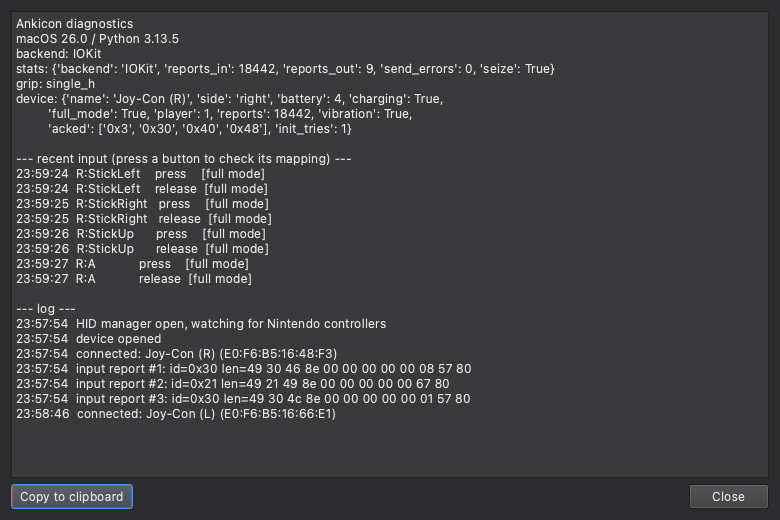 Ankicon diagnostics
macOS 26.0 / Python 3.13.5
backend: IOKit
stats: {'backend': 'IOKit', 'reports_in': 18442, 'reports_out': 9, 'send_errors': 0, 'seize': True}
grip: single_h
device: {'name': 'Joy-Con (R)', 'side': 'right', 'battery': 4, 'charging': True,
'full_mode': True, 'player': 1, 'reports': 18442, 'vibration': True,
'acked': ['0x3', '0x30', '0x40', '0x48'], 'init_tries': 1}
--- recent input (press a button to check its mapping) ---
23:59:24 R:StickLeft press [full mode]
23:59:24 R:StickLeft release [full mode]
23:59:25 R:StickRight press [full mode]
23:59:25 R:StickRight release [full mode]
23:59:26 R:StickUp press [full mode]
23:59:26 R:StickUp release [full mode]
23:59:27 R:A press [full mode]
23:59:27 R:A release [full mode]
--- log ---
23:57:54 HID manager open, watching for Nintendo controllers
23:57:54 device opened
23:57:54 connected: Joy-Con (R) (E0:F6:B5:16:48:F3)
23:57:54 input report #1: id=0x30 len=49 30 46 8e 00 00 00 00 00 08 57 80
23:57:54 input report #2: id=0x21 len=49 21 49 8e 00 00 00 00 00 67 80
23:57:54 input report #3: id=0x30 len=49 30 4c 8e 00 00 00 00 00 01 57 80
23:58:46 connected: Joy-Con (L) (E0:F6:B5:16:66:E1)
Copy to clipboard
Close